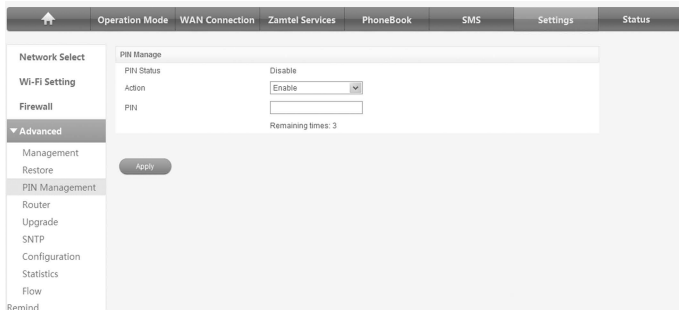 Operation Mode WAN Connection Zamtel Services PhoneBook SMS Settings Status
Network Select
Wi-Fi Setting
Firewall
Advanced
Management
Restore
PIN Management
Router
Upgrade
SNTP
Configuration
Statistics
Flow
Remind
PIN Manage
PIN Status Disable
Action Enable
PIN
Remaining times: 3
Apply